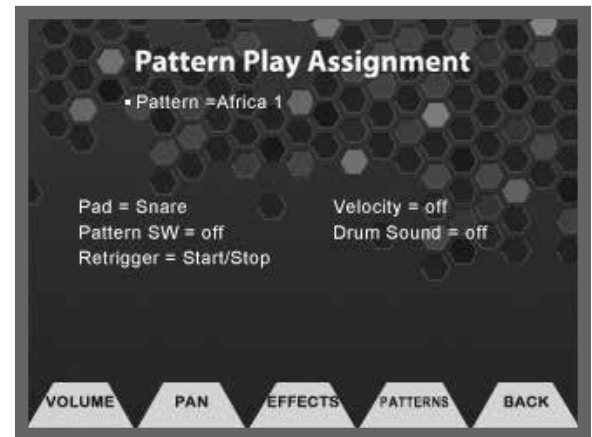 Pattern Play Assignment
▪ Pattern =Africa 1
Pad = Snare
Velocity = off
Pattern SW = off
Drum Sound = off
Retrigger = Start/Stop
VOLUME
PAN
EFFECTS
PATTERNS
BACK